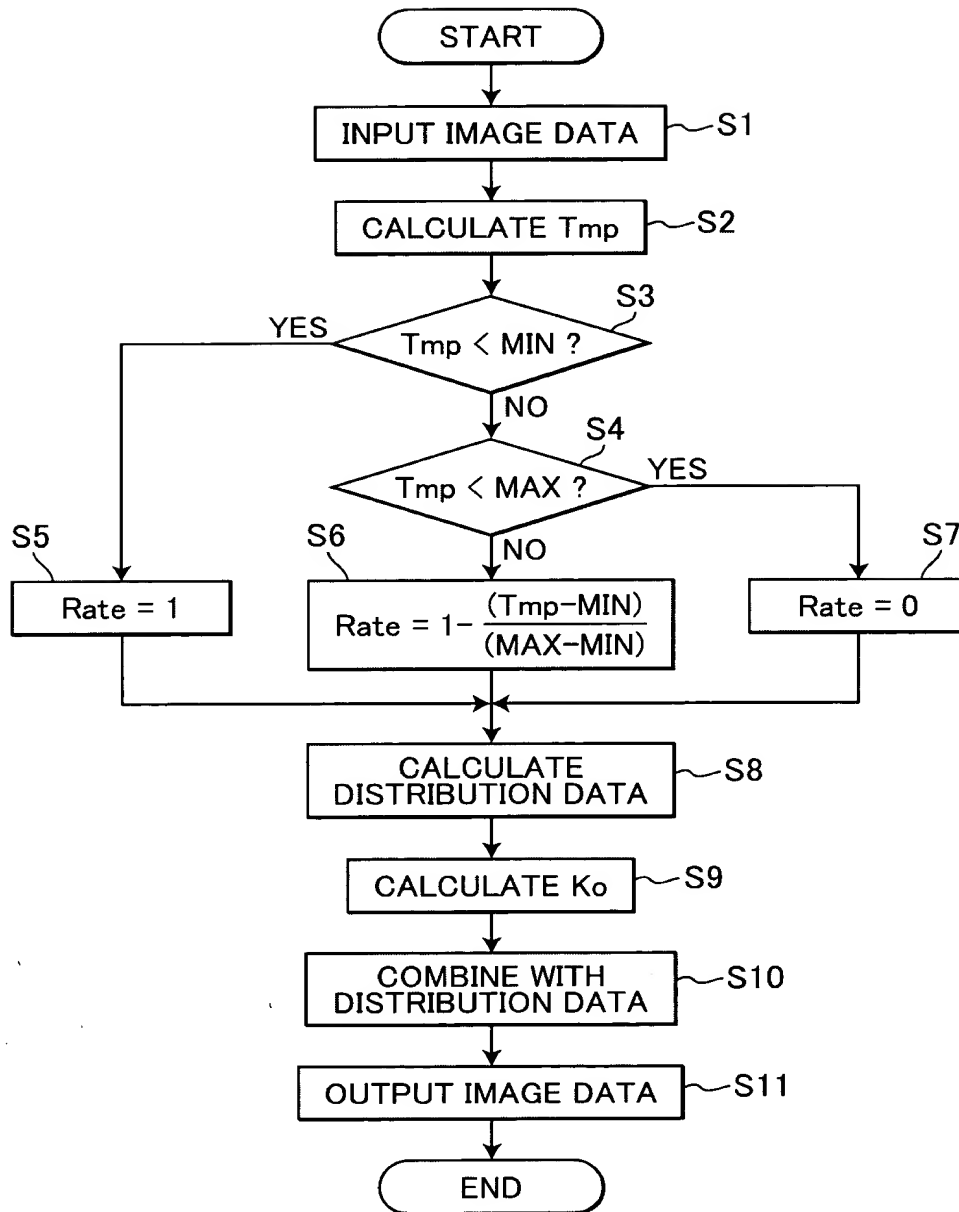 START
INPUT IMAGE DATA
S1
CALCULATE Tmp
S2
S3
YES
Tmp < MIN ?
NO
S4
YES
Tmp < MAX ?
NO
S5
Rate = 1
S6
Rate = 1- (Tmp-MIN)
(MAX-MIN)
S7
Rate = 0
CALCULATE
DISTRIBUTION DATA
S8
CALCULATE Ko
S9
COMBINE WITH
DISTRIBUTION DATA
S10
OUTPUT IMAGE DATA
S11
END